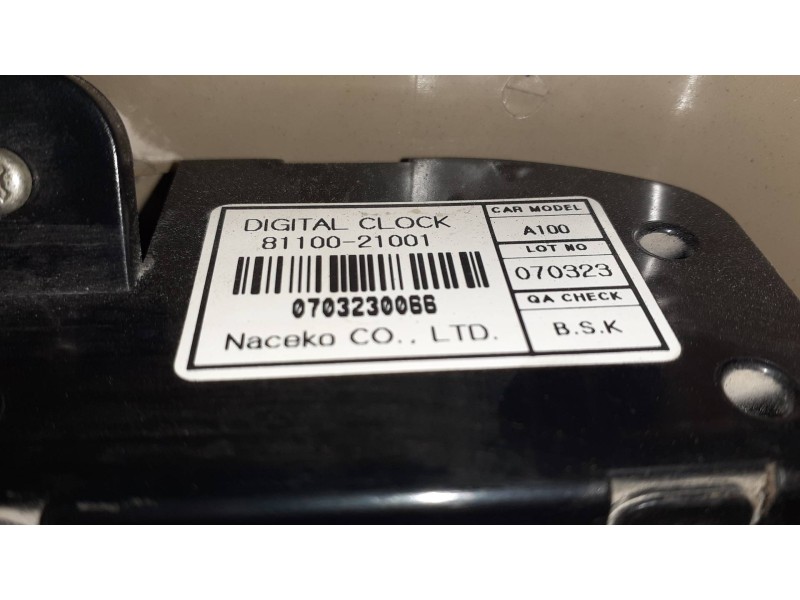 DIGITAL CLOCK
81100-21001
0703230066
Naceko CO., LTD.
CAR MODEL
A100
LOT NO
070323
QA CHECK
B.S.K